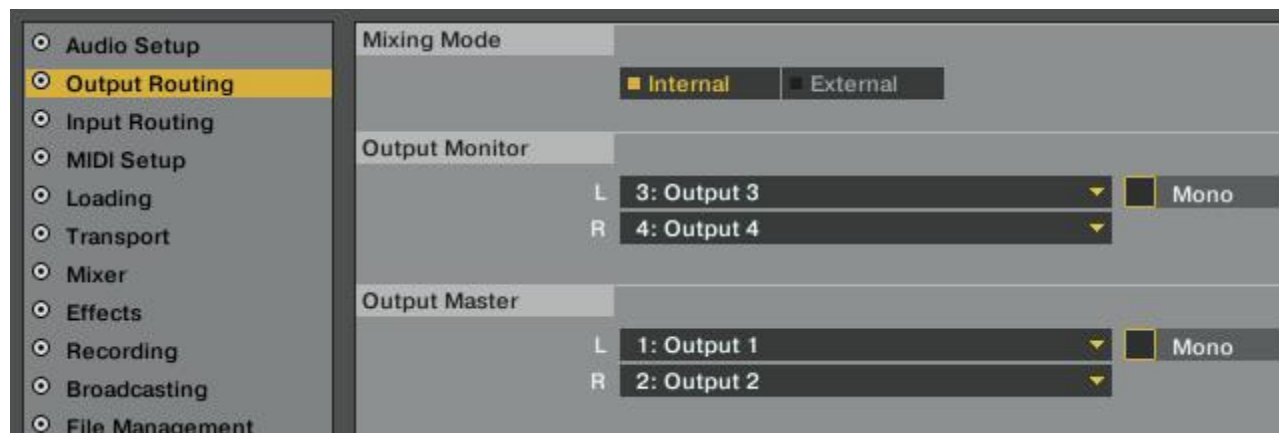 Audio Setup
Output Routing
Input Routing
MIDI Setup
Loading
Transport
Mixer
Effects
Recording
Broadcasting
File Management
Mixing Mode
Internal External
Output Monitor
L 3: Output 3 Mono
R 4: Output 4
Output Master
L 1: Output 1 Mono
R 2: Output 2